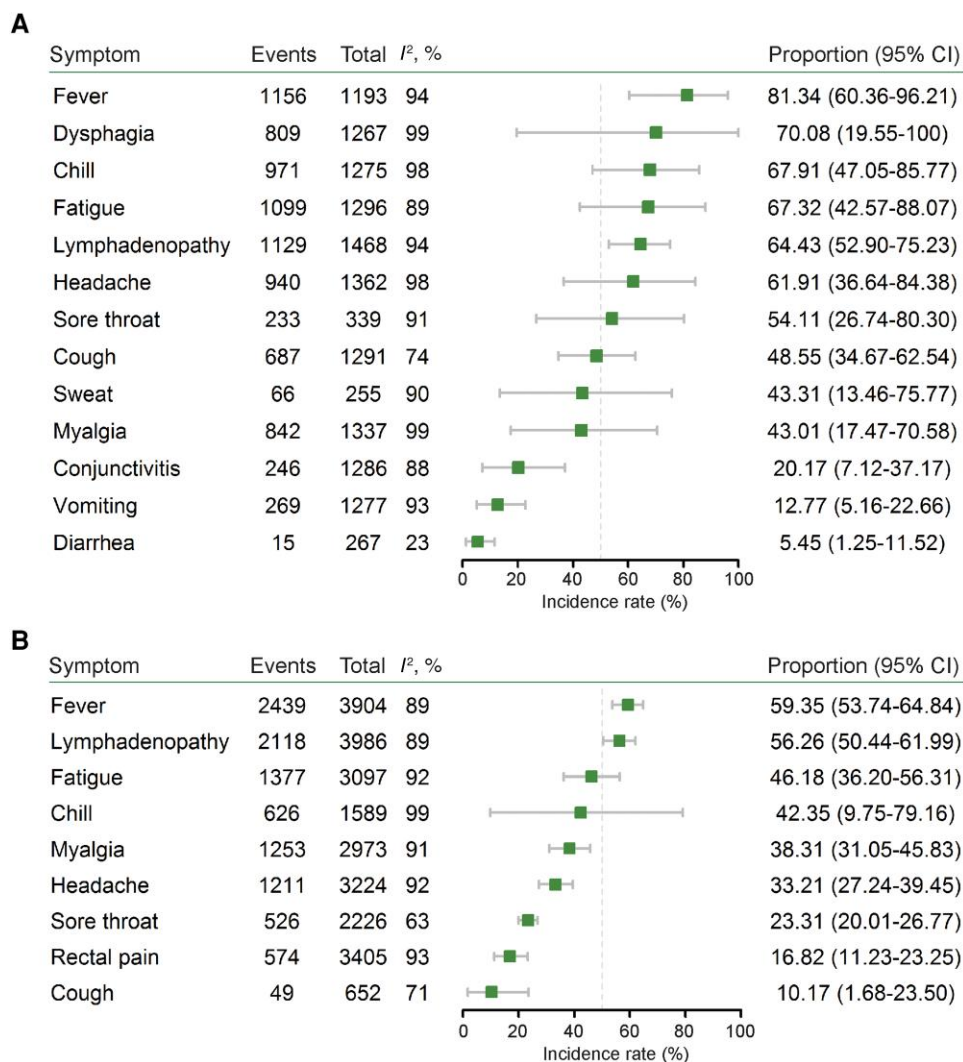 A
Symptom Events Total I², % Proportion (95% CI)
Fever 1156 1193 94 81.34 (60.36-96.21)
Dysphagia 809 1267 99 70.08 (19.55-100)
Chill 971 1275 98 67.91 (47.05-85.77)
Fatigue 1099 1296 89 67.32 (42.57-88.07)
Lymphadenopathy 1129 1468 94 64.43 (52.90-75.23)
Headache 940 1362 98 61.91 (36.64-84.38)
Sore throat 233 339 91 54.11 (26.74-80.30)
Cough 687 1291 74 48.55 (34.67-62.54)
Sweat 66 255 90 43.31 (13.46-75.77)
Myalgia 842 1337 99 43.01 (17.47-70.58)
Conjunctivitis 246 1286 88 20.17 (7.12-37.17)
Vomiting 269 1277 93 12.77 (5.16-22.66)
Diarrhea 15 267 23 5.45 (1.25-11.52)
0 20 40 60 80 100
Incidence rate (%)
B
Symptom Events Total I², % Proportion (95% CI)
Fever 2439 3904 89 59.35 (53.74-64.84)
Lymphadenopathy 2118 3986 89 56.26 (50.44-61.99)
Fatigue 1377 3097 92 46.18 (36.20-56.31)
Chill 626 1589 99 42.35 (9.75-79.16)
Myalgia 1253 2973 91 38.31 (31.05-45.83)
Headache 1211 3224 92 33.21 (27.24-39.45)
Sore throat 526 2226 63 23.31 (20.01-26.77)
Rectal pain 574 3405 93 16.82 (11.23-23.25)
Cough 49 652 71 10.17 (1.68-23.50)
0 20 40 60 80 100
Incidence rate (%)